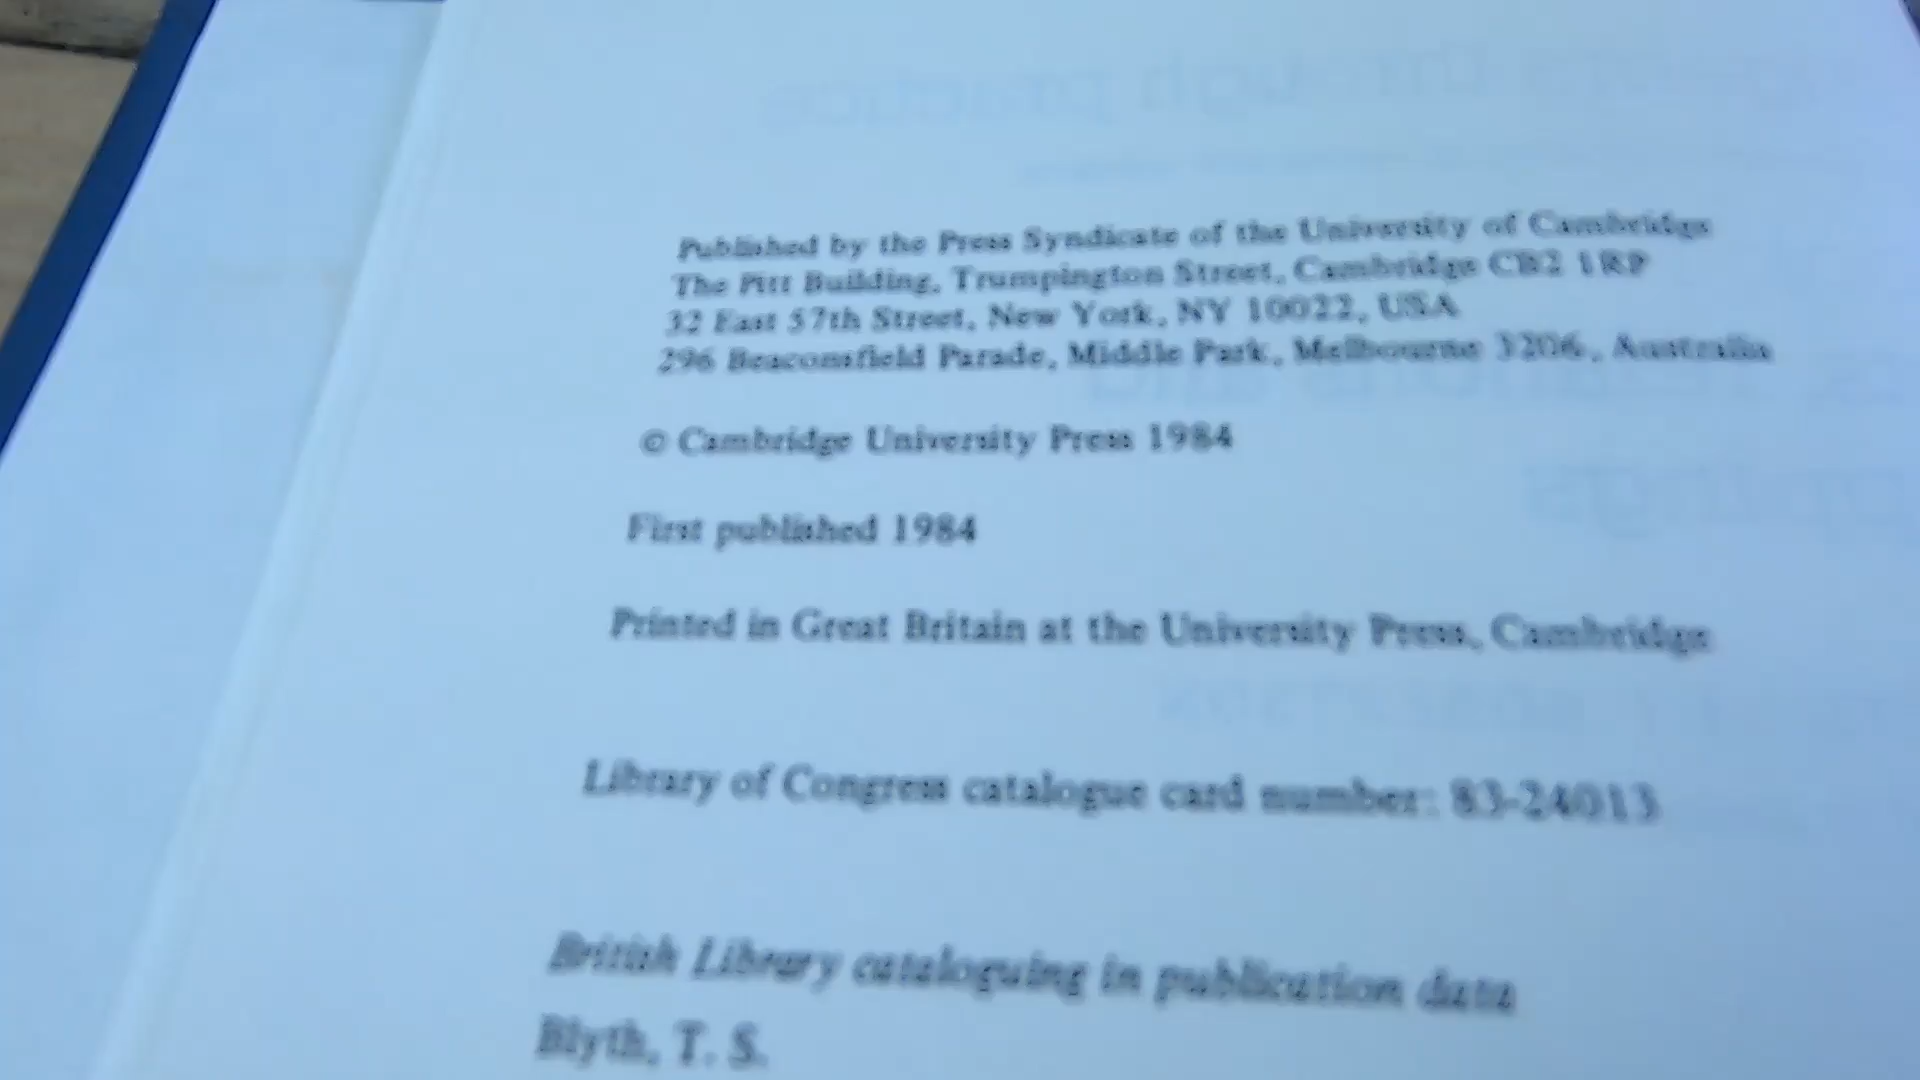 Published by the Press Syndicate of the University of Cambridge
The Pitt Building, Trumpington Street, Cambridge CB2 1RP
32 East 57th Street, New York, NY 10022, USA
296 Beaconsfield Parade, Middle Park, Melbourne 3206, Australia
© Cambridge University Press 1984
First published 1984
Printed in Great Britain at the University Press, Cambridge
Library of Congress catalogue card number: 83-24013
British Library cataloguing in publication data
Blyth, T. S.